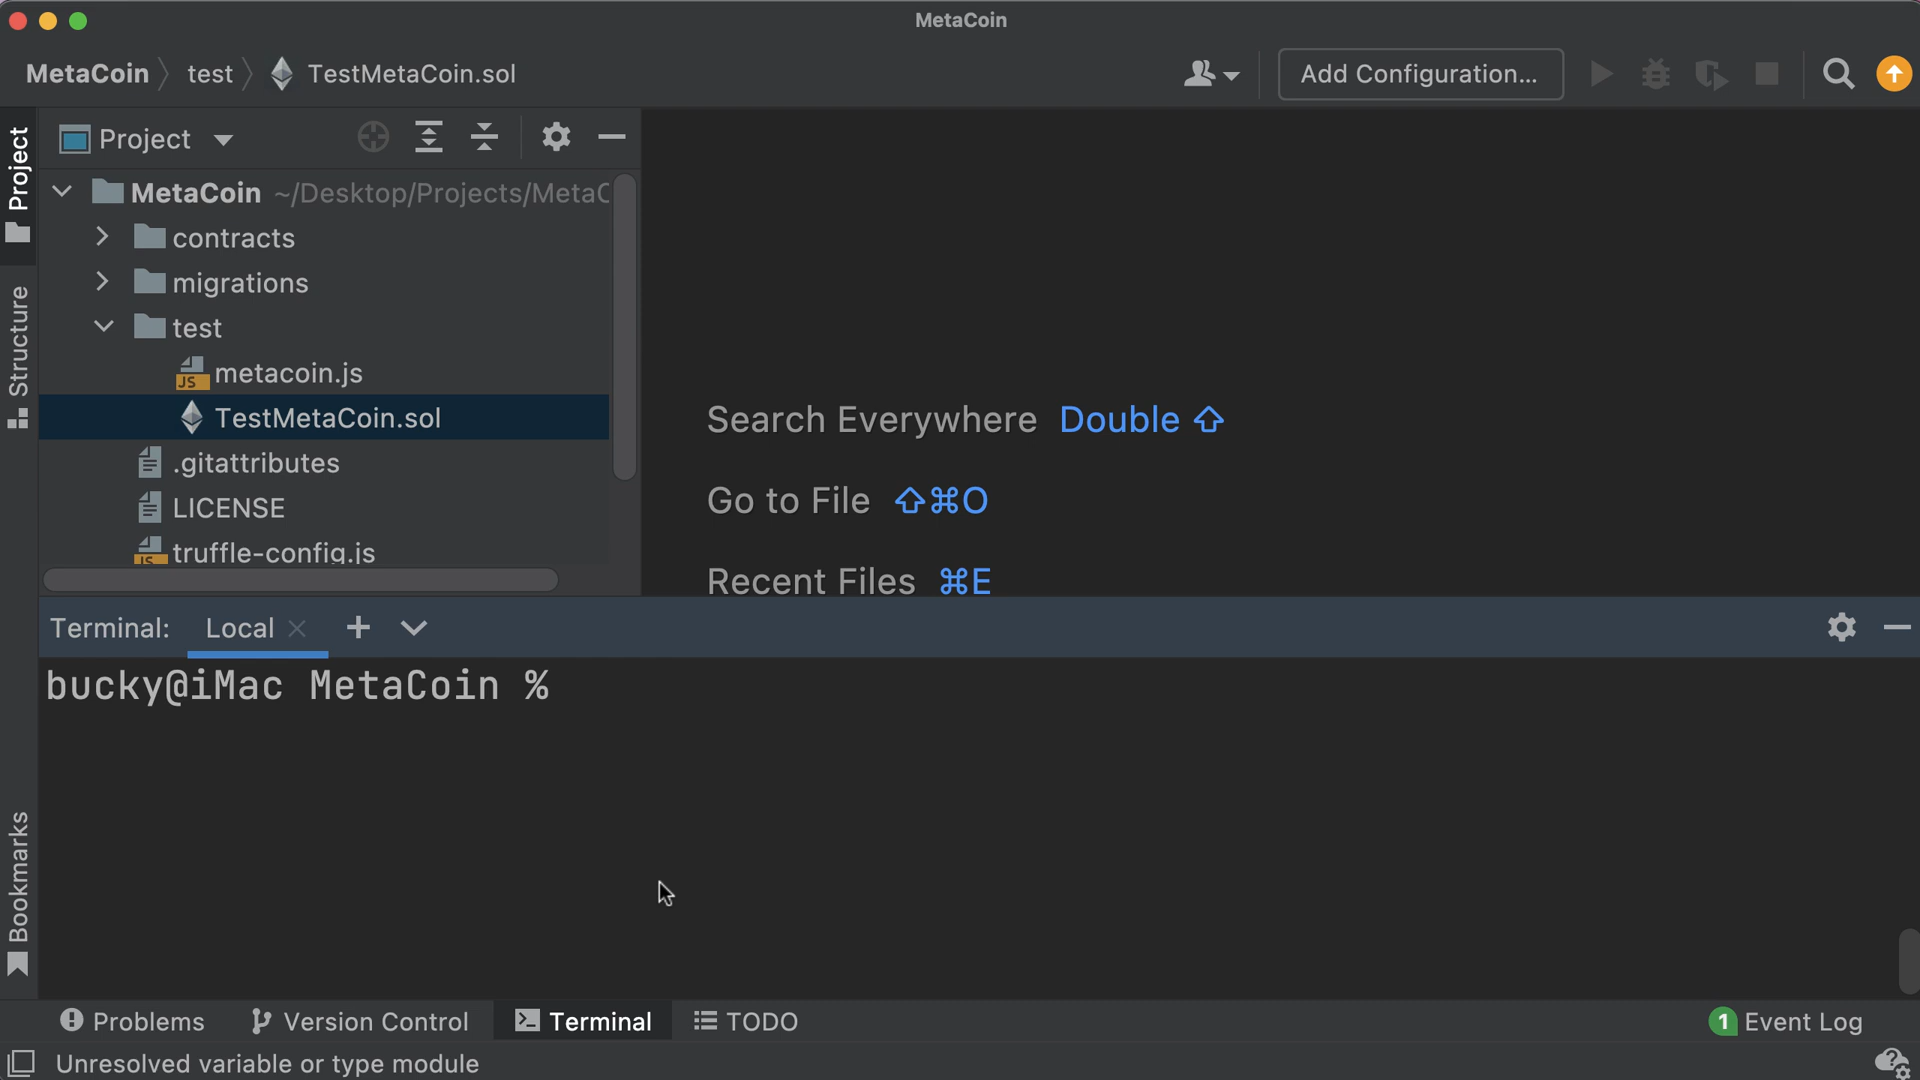 MetaCoin
MetaCoin test TestMetaCoin.sol
Add Configuration...
Project
Structure
Bookmarks
Project
MetaCoin ~/Desktop/Projects/MetaC
contracts
migrations
test
JS metacoin.js
TestMetaCoin.sol
.gitattributes
LICENSE
JS truffle-config.js
Search Everywhere Double ⇧
Go to File ⇧⌘O
Recent Files ⌘E
Terminal: Local
bucky@iMac MetaCoin %
Problems Version Control Terminal TODO
1 Event Log
Unresolved variable or type module